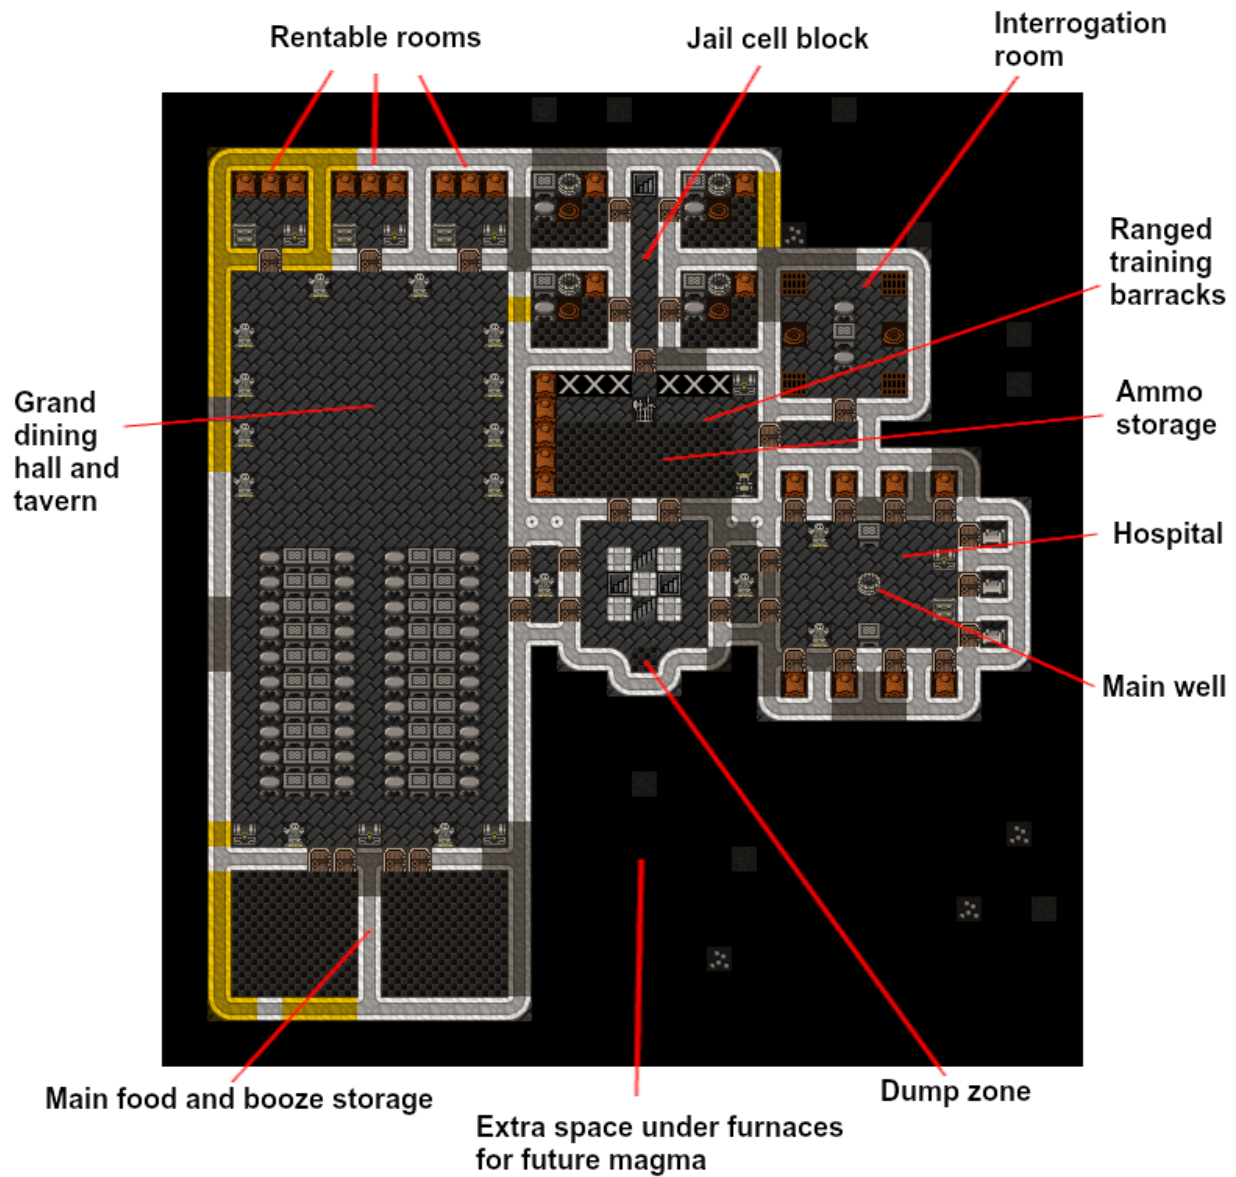 Rentable rooms
Jail cell block
Interrogation
room
Ranged
training
barracks
Ammo
storage
Grand
dining
hall and
tavern
Hospital
Main well
Main food and booze storage
Dump zone
Extra space under furnaces
for future magma